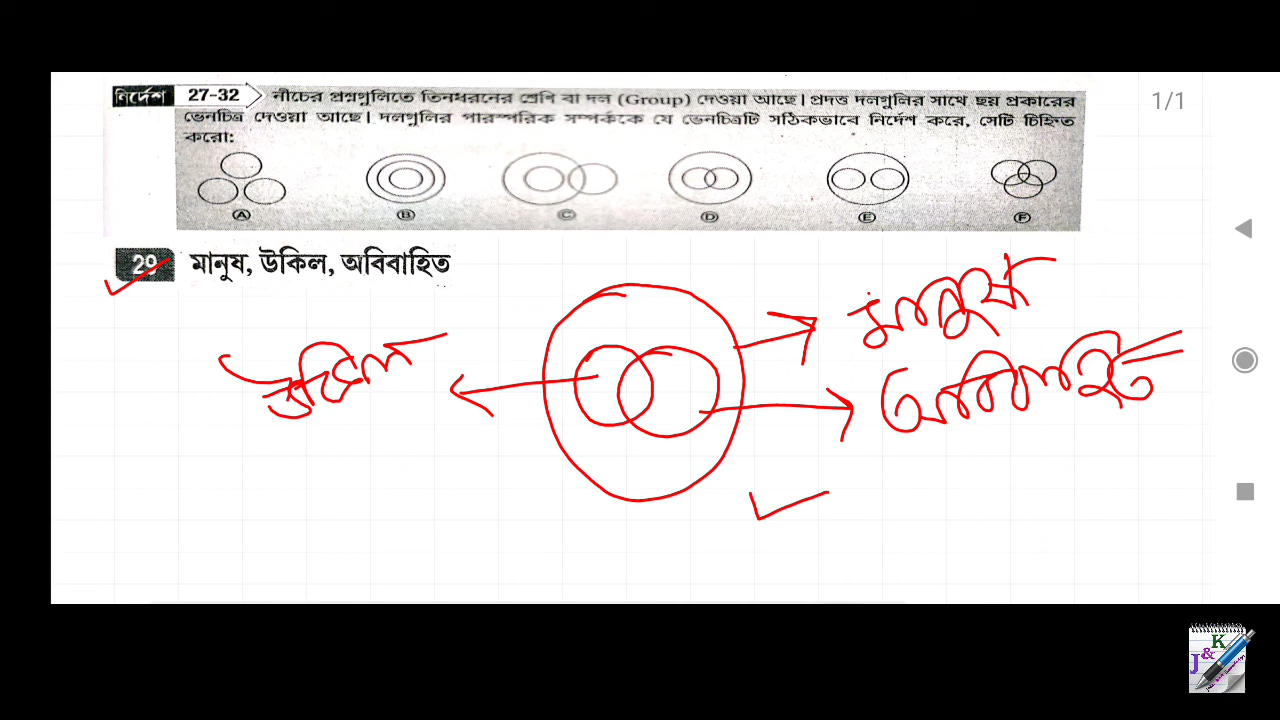 নির্দেশ 27-32 নীচের প্রশ্নগুলিতে তিনধরনের শ্রেণি বা দল (Group) দেওয়া আছে। প্রদত্ত দলগুলির সাথে ছয় প্রকারের
ভেনচিত্র দেওয়া আছে। দলগুলির পারস্পরিক সম্পর্ককে যে ভেনচিত্রটি সঠিকভাবে নির্দেশ করে, সেটি চিহ্নিত
করো:
1/1
A B C D E F
29 মানুষ, উকিল, অবিবাহিত
মানুষ
উকিল
অবিবাহিত
J & K